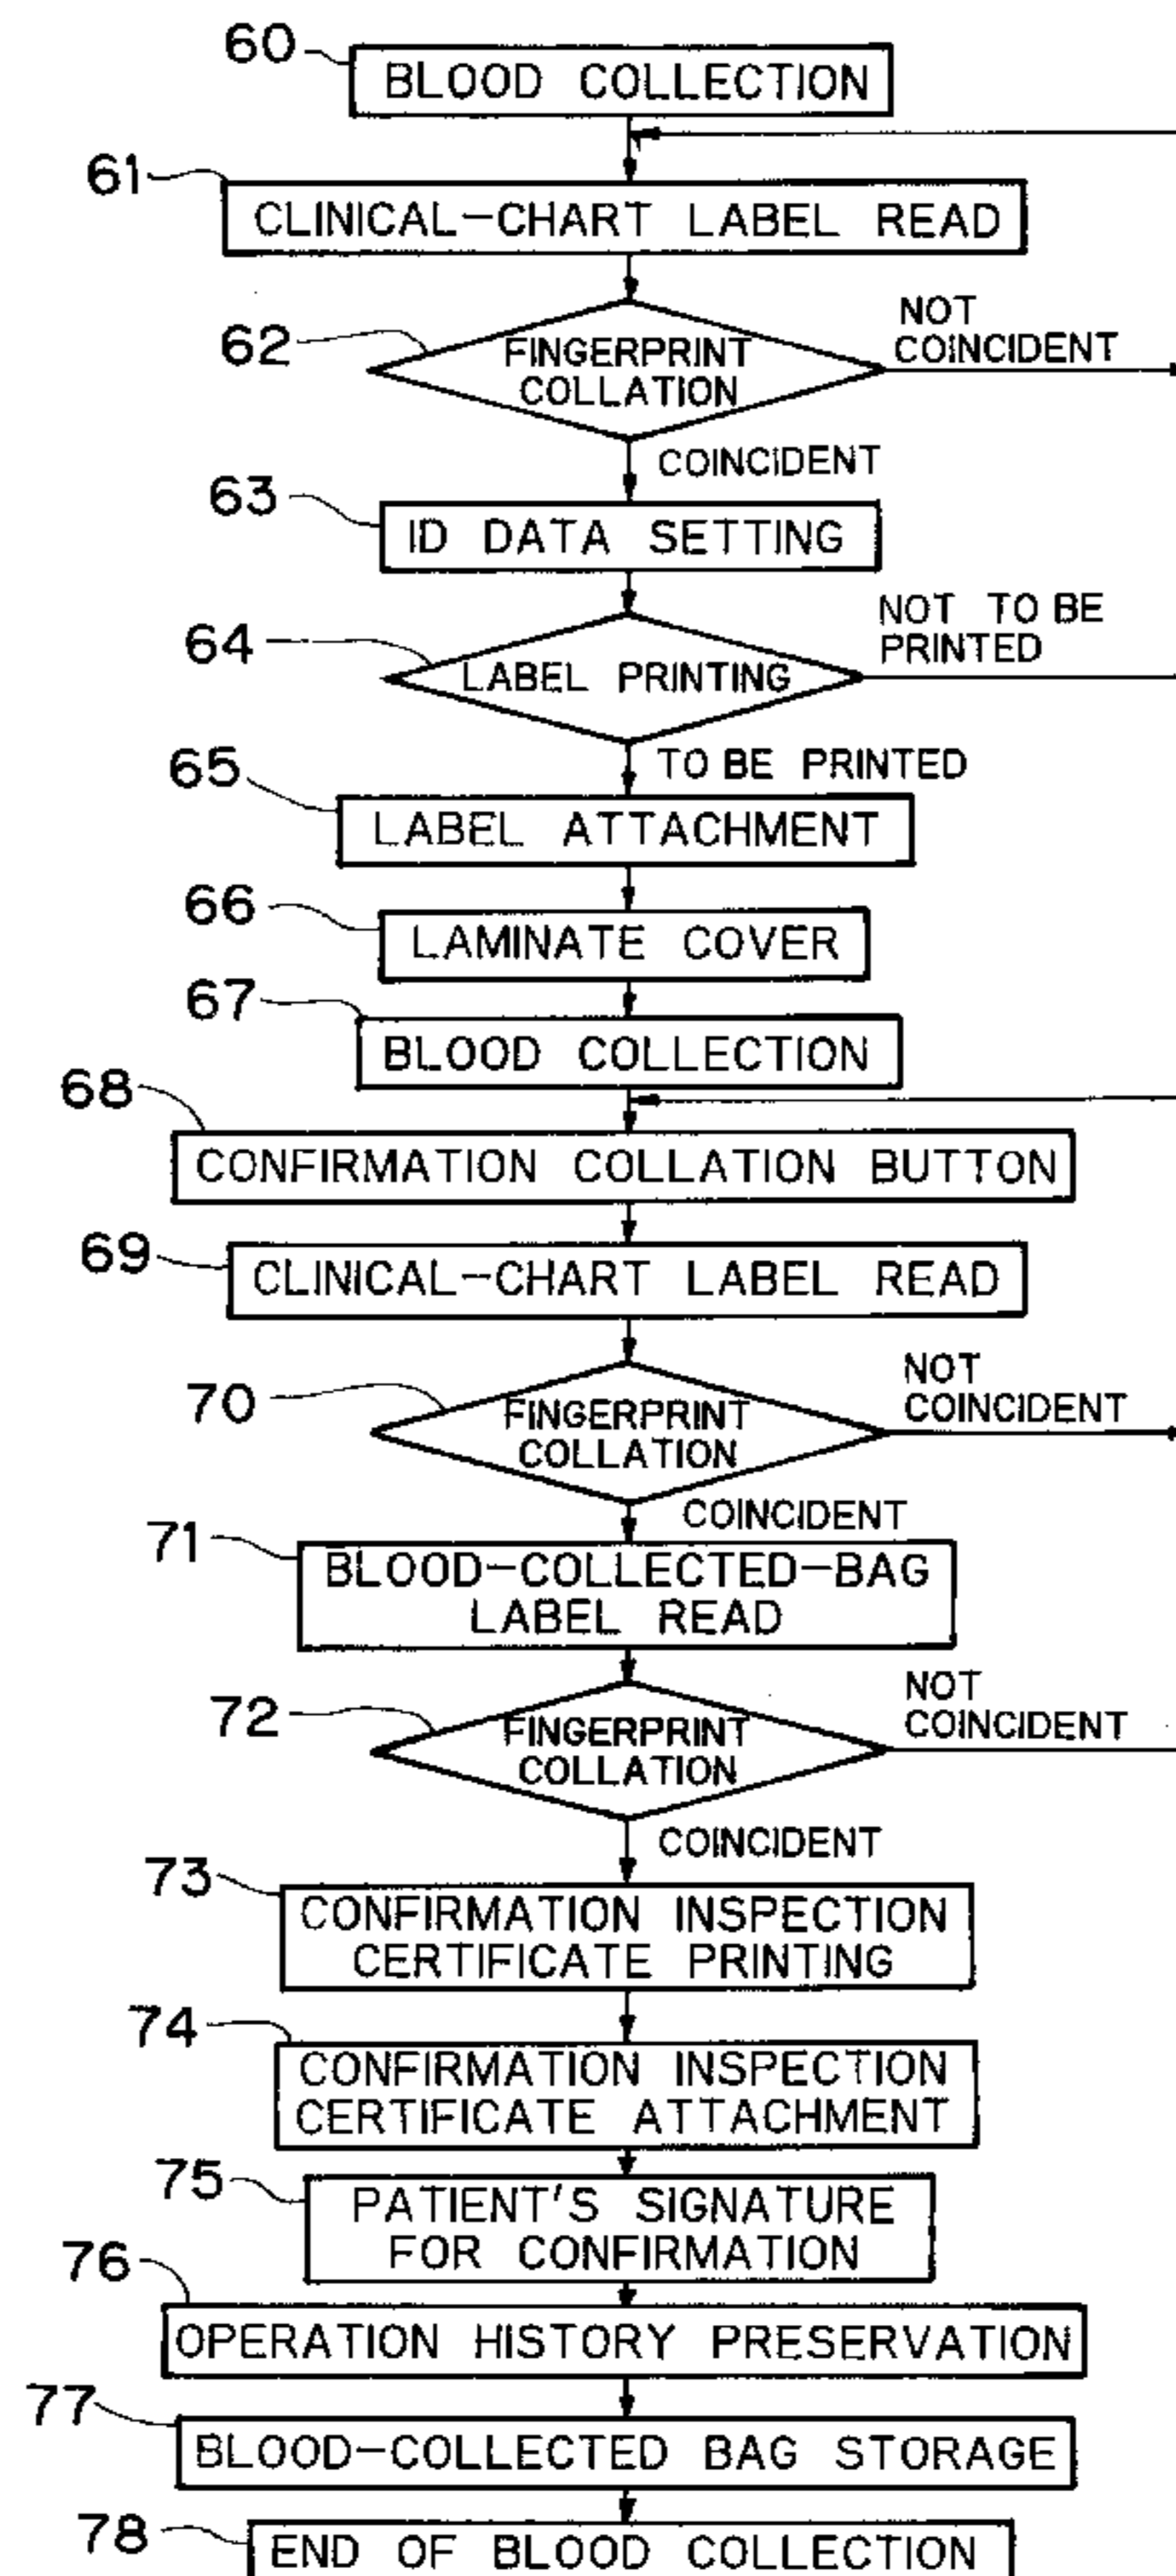 60
BLOOD COLLECTION
61
CLINICAL-CHART LABEL READ
62
FINGERPRINT
COLLATION
NOT
COINCIDENT
COINCIDENT
63
ID DATA SETTING
64
LABEL PRINTING
NOT TO BE
PRINTED
TO BE PRINTED
65
LABEL ATTACHMENT
66
LAMINATE COVER
67
BLOOD COLLECTION
68
CONFIRMATION COLLATION BUTTON
69
CLINICAL-CHART LABEL READ
70
FINGERPRINT
COLLATION
NOT
COINCIDENT
COINCIDENT
71
BLOOD-COLLECTED-BAG
LABEL READ
72
FINGERPRINT
COLLATION
NOT
COINCIDENT
COINCIDENT
73
CONFIRMATION INSPECTION
CERTIFICATE PRINTING
74
CONFIRMATION INSPECTION
CERTIFICATE ATTACHMENT
75
PATIENT'S SIGNATURE
FOR CONFIRMATION
76
OPERATION HISTORY PRESERVATION
77
BLOOD-COLLECTED BAG STORAGE
78
END OF BLOOD COLLECTION